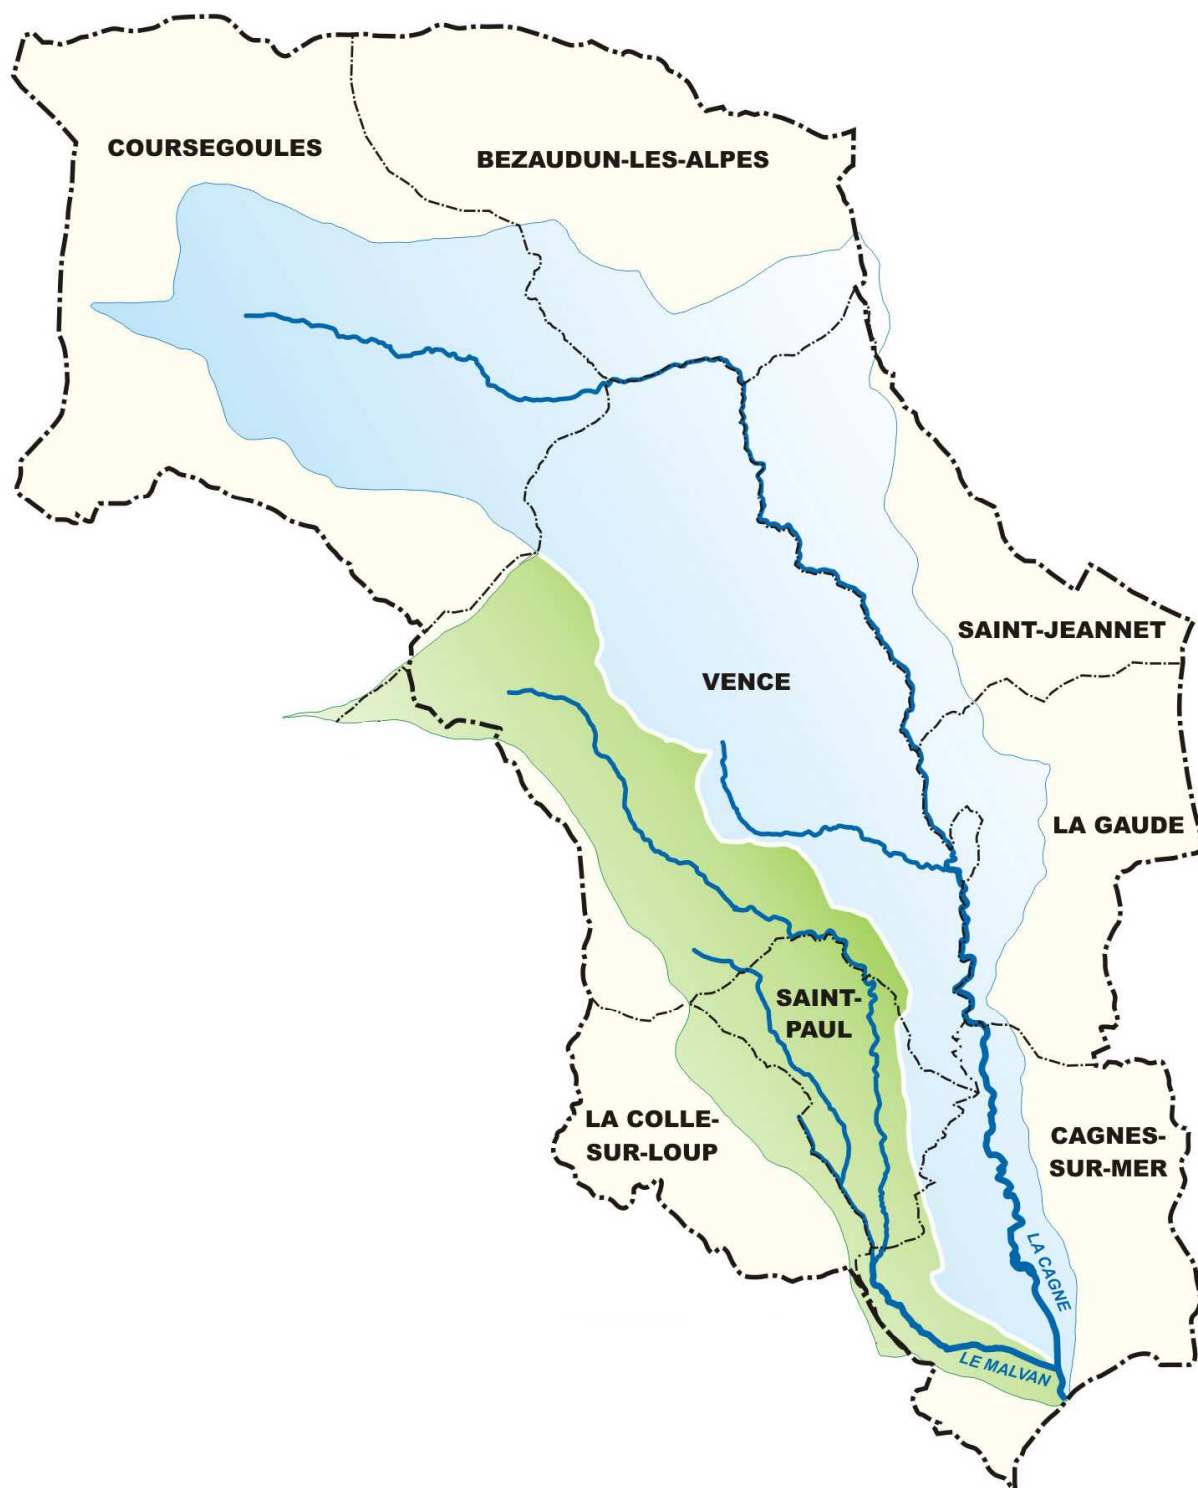 COURSEGOULES
BEZAUDUN-LES-ALPES
SAINT-JEANNET
VENCE
LA GAUDE
SAINT-
PAUL
LA COLLE-
SUR-LOUP
CAGNES-
SUR-MER
LA CAGNE
LE MALVAN